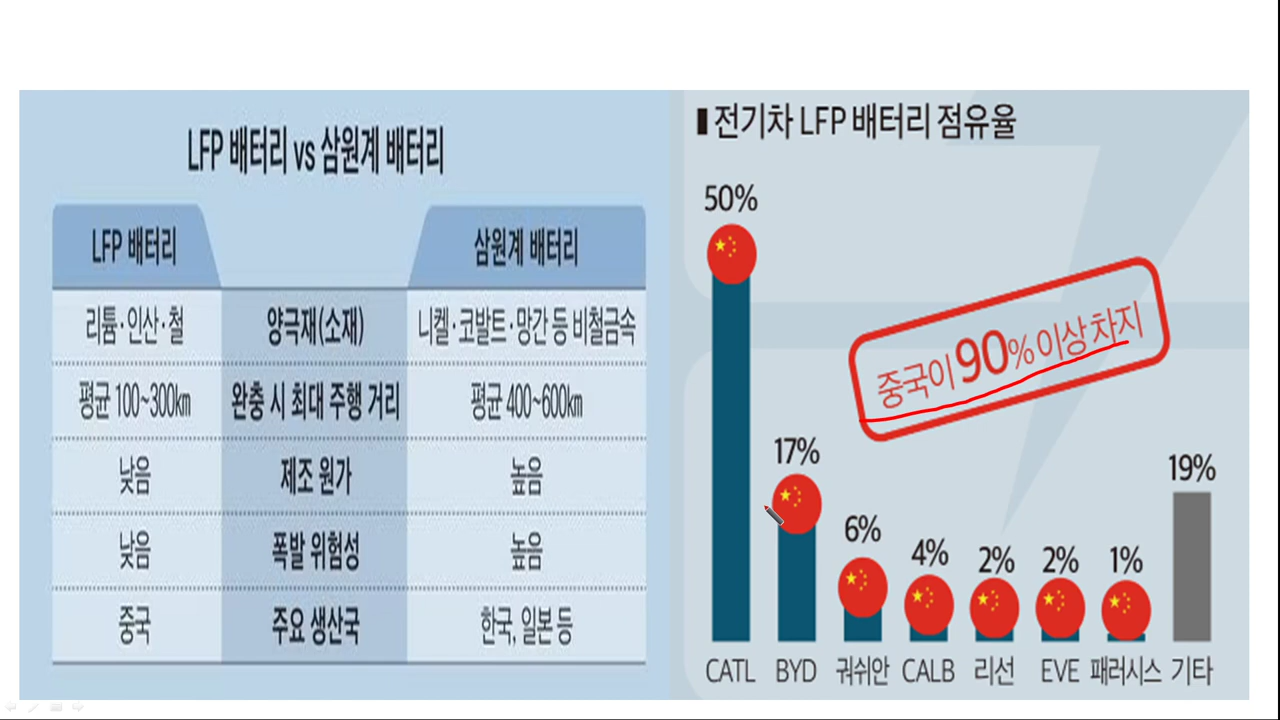 LFP 배터리 vs 삼원계 배터리
LFP 배터리
삼원계 배터리
리튬·인산·철
양극재(소재)
니켈·코발트·망간 등 비철금속
평균 100~300㎞
완충 시 최대 주행 거리
평균 400~600㎞
낮음
제조 원가
높음
낮음
폭발 위험성
높음
중국
주요 생산국
한국, 일본 등
전기차 LFP 배터리 점유율
중국이 90% 이상 차지
50%
17%
6%
4%
2%
2%
1%
19%
CATL
BYD
궈쉬안
CALB
리선
EVE
패러시스
기타